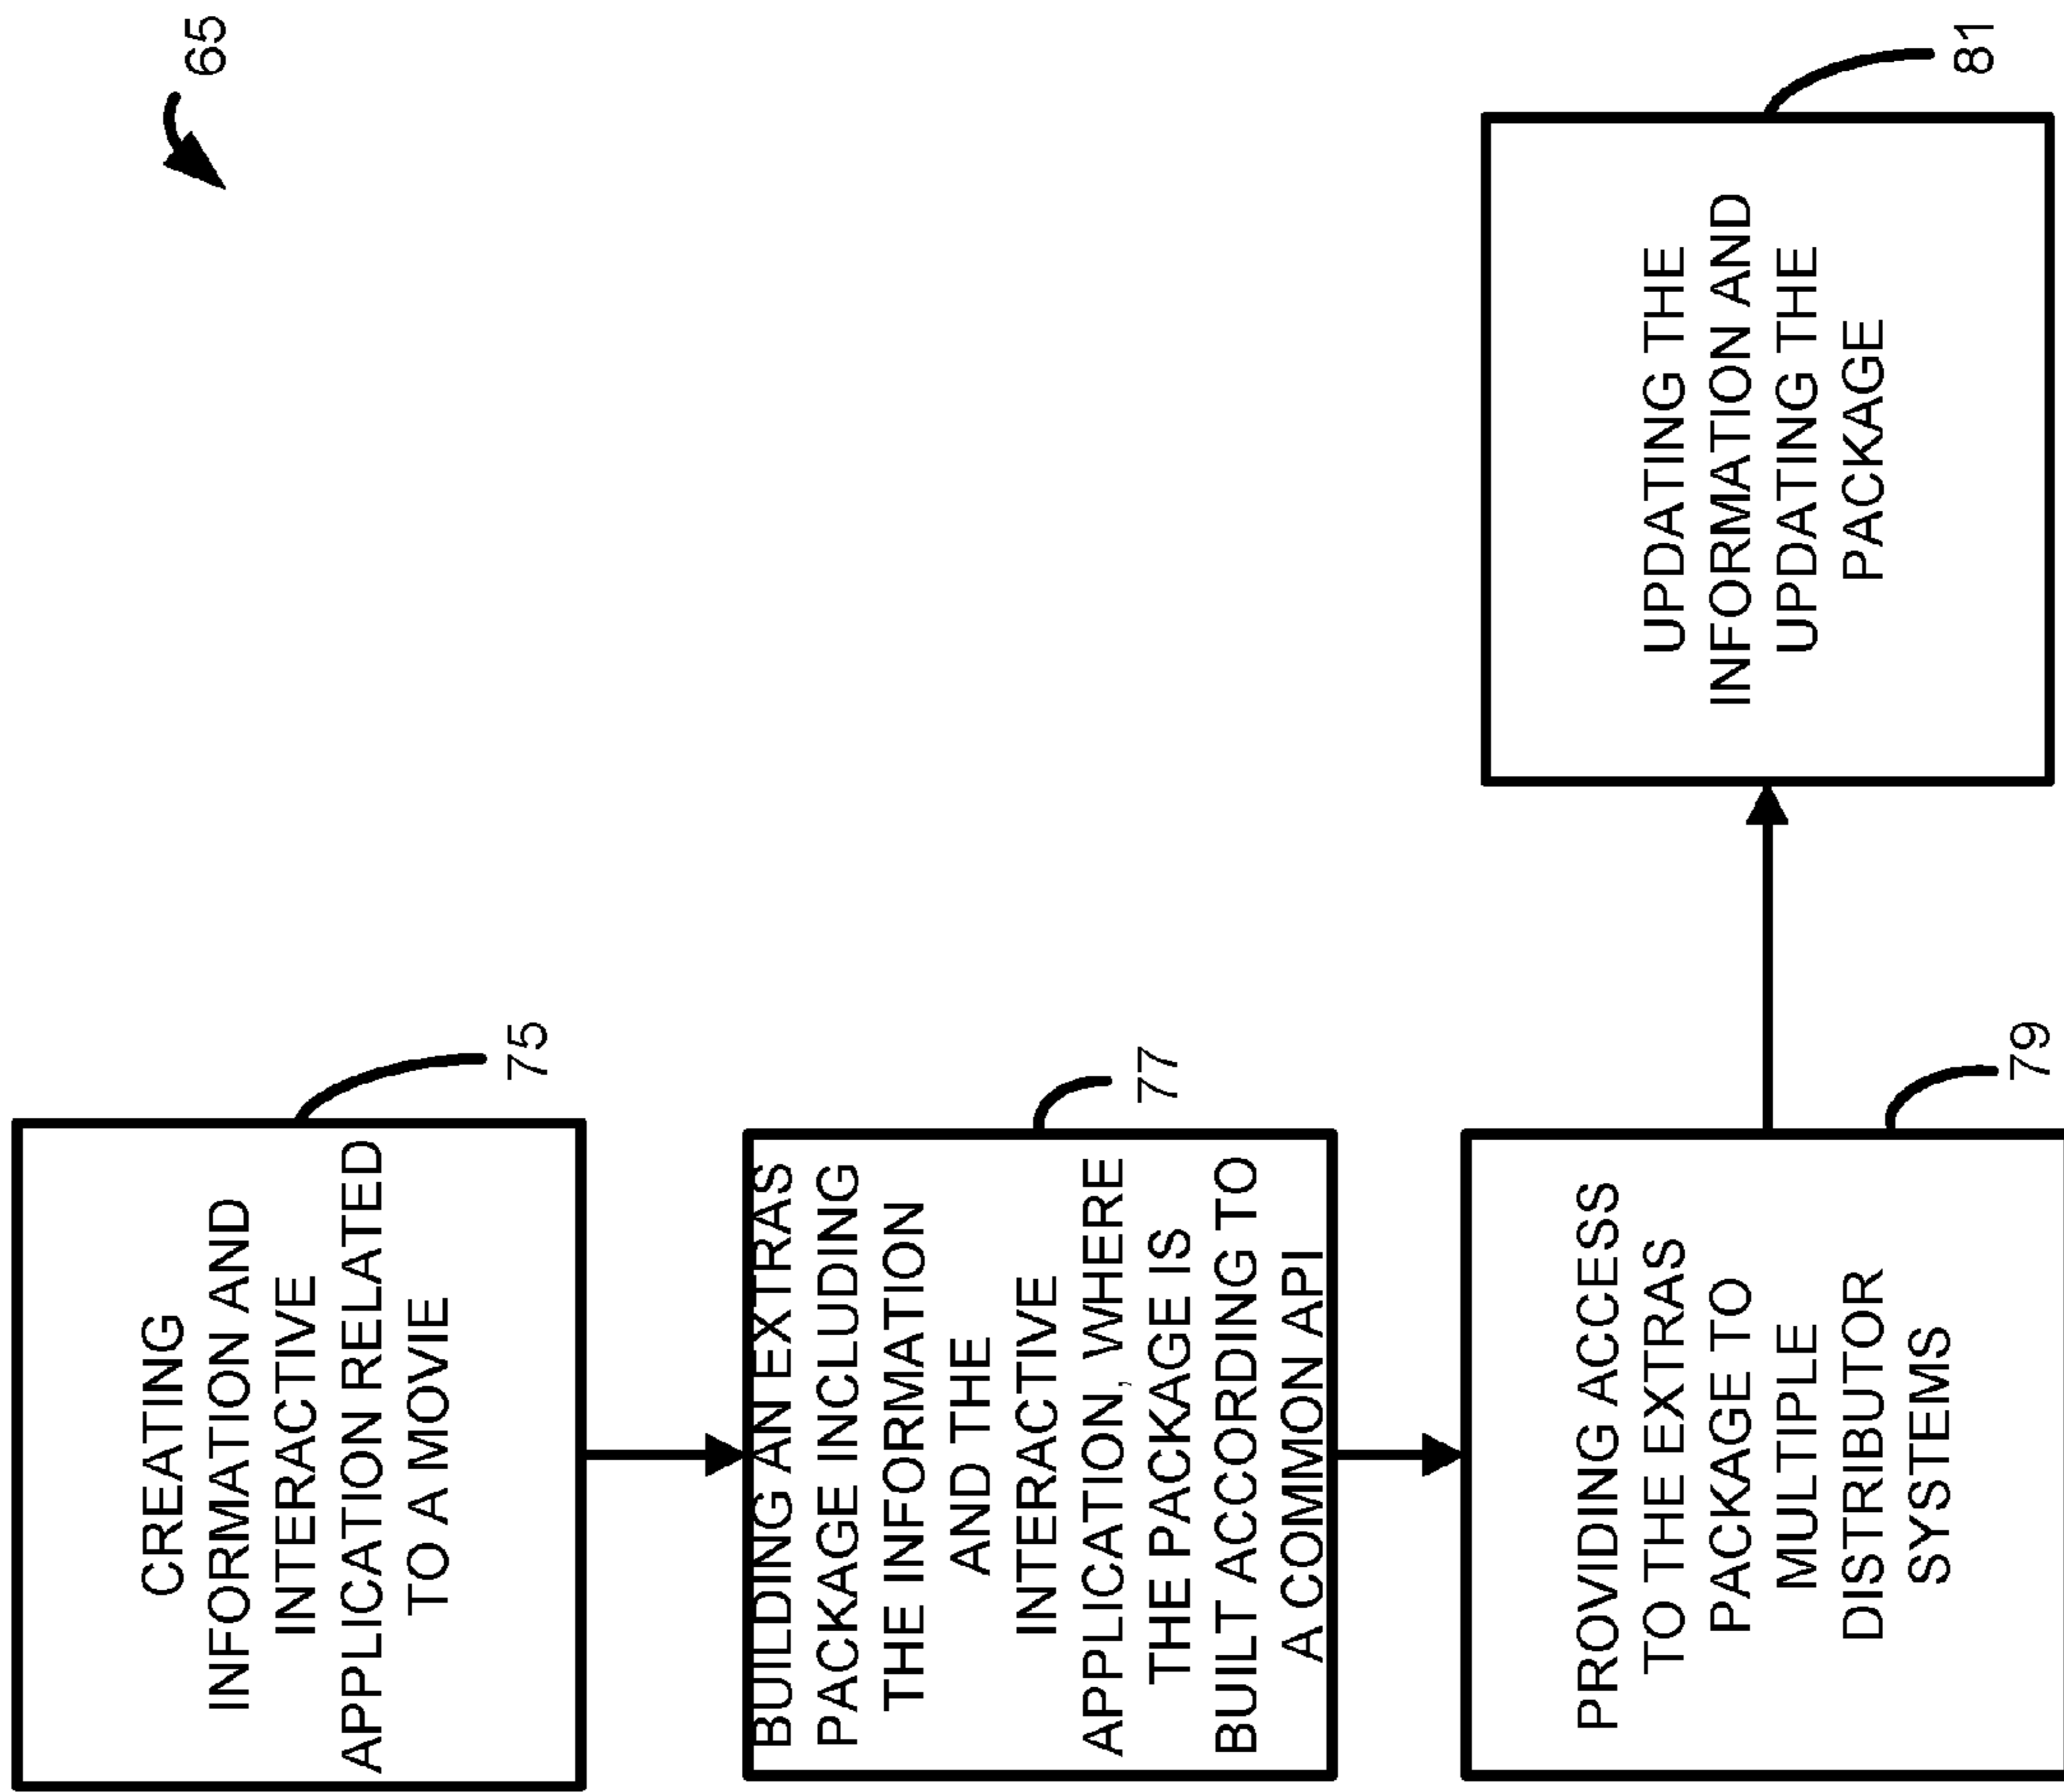 65
CREATING
INFORMATION AND
INTERACTIVE
APPLICATION RELATED
TO A MOVIE
75
BUILDING AN EXTRAS
PACKAGE INCLUDING
THE INFORMATION
AND THE
INTERACTIVE
APPLICATION, WHERE
THE PACKAGE IS
BUILT ACCORDING TO
A COMMON API
77
PROVIDING ACCESS
TO THE EXTRAS
PACKAGE TO
MULTIPLE
DISTRIBUTOR
SYSTEMS
79
UPDATING THE
INFORMATION AND
UPDATING THE
PACKAGE
81